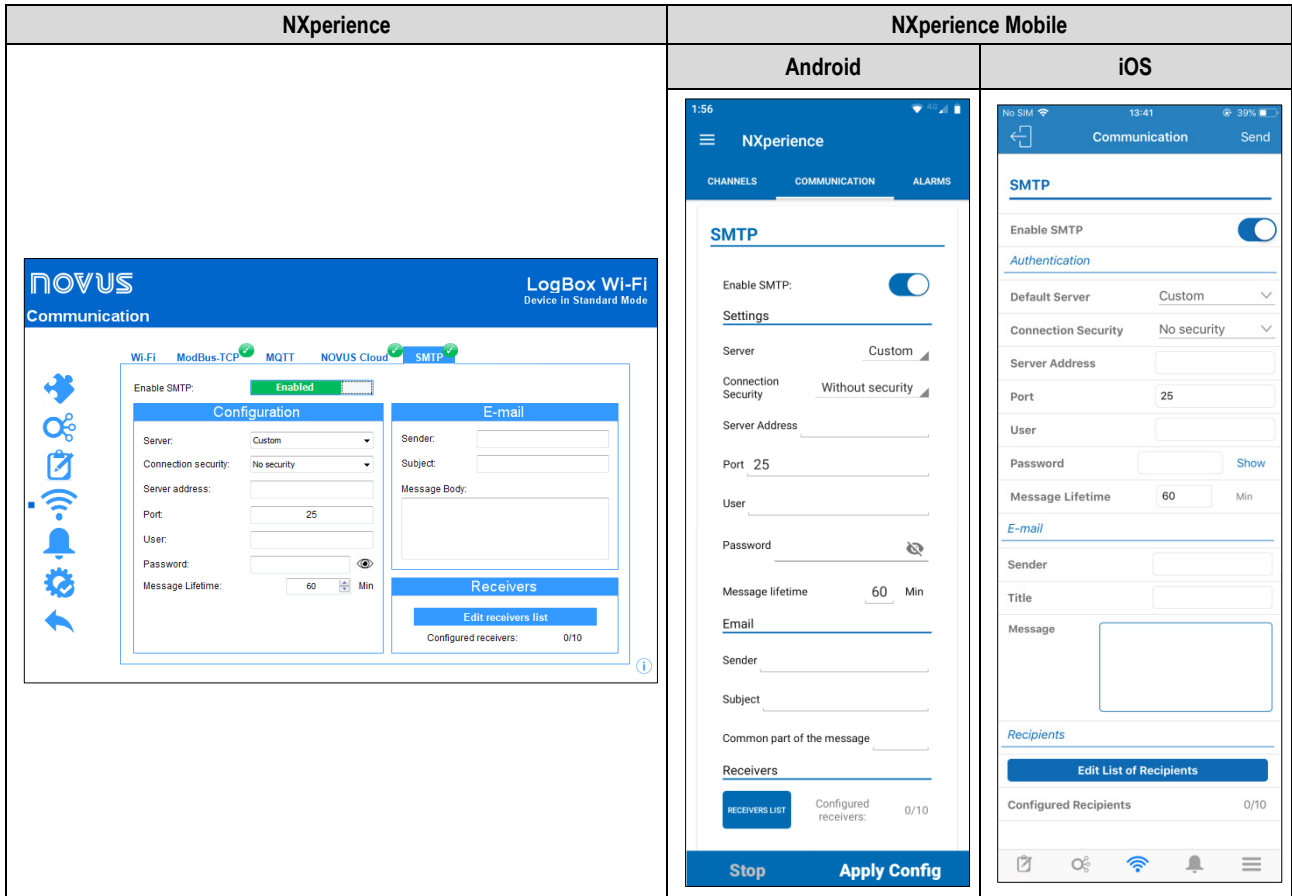 NXperience
NXperience Mobile
Android
iOS
NOVUS
LogBox Wi-Fi
Device in Standard Mode
Communication
Wi-Fi ModBus-TCP MQTT NOVUS Cloud SMTP
Enable SMTP: Enabled
Configuration
Server: Custom
Connection security: No security
Server address:
Port: 25
User:
Password:
Message Lifetime: 60 Min
E-mail
Sender:
Subject:
Message Body:
Receivers
Edit receivers list
Configured receivers: 0/10
1:56 4G
NXperience
CHANNELS COMMUNICATION ALARMS
SMTP
Enable SMTP:
Settings
Server Custom
Connection
Security
Without security
Server Address
Port 25
User
Password
Message lifetime 60 Min
Email
Sender
Subject
Common part of the message
Receivers
RECEIVERS LIST
Configured
receivers:
0/10
Stop Apply Config
No SIM 13:41 39%
Communication Send
SMTP
Enable SMTP
Authentication
Default Server Custom
Connection Security No security
Server Address
Port 25
User
Password Show
Message Lifetime 60 Min
E-mail
Sender
Title
Message
Recipients
Edit List of Recipients
Configured Recipients 0/10